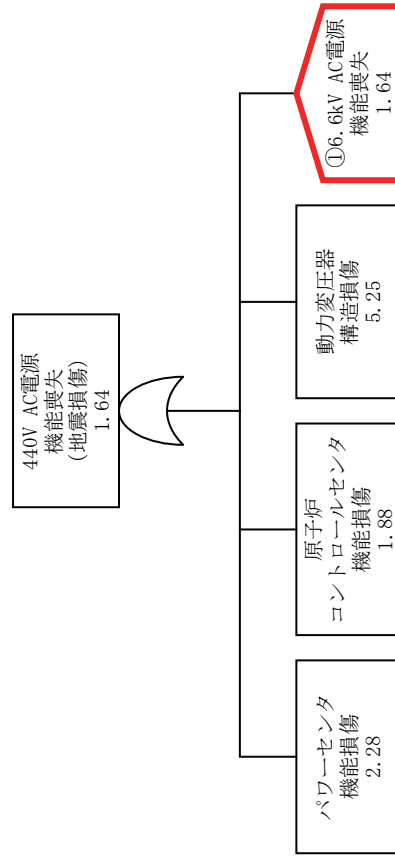 440V AC電源
機能喪失
(地震損傷)
1.64
パワーセンタ
機能損傷
2.28
原子炉
コントロールセンタ
機能損傷
1.88
動力変圧器
構造損傷
5.25
①6.6kV AC電源
機能喪失
1.64